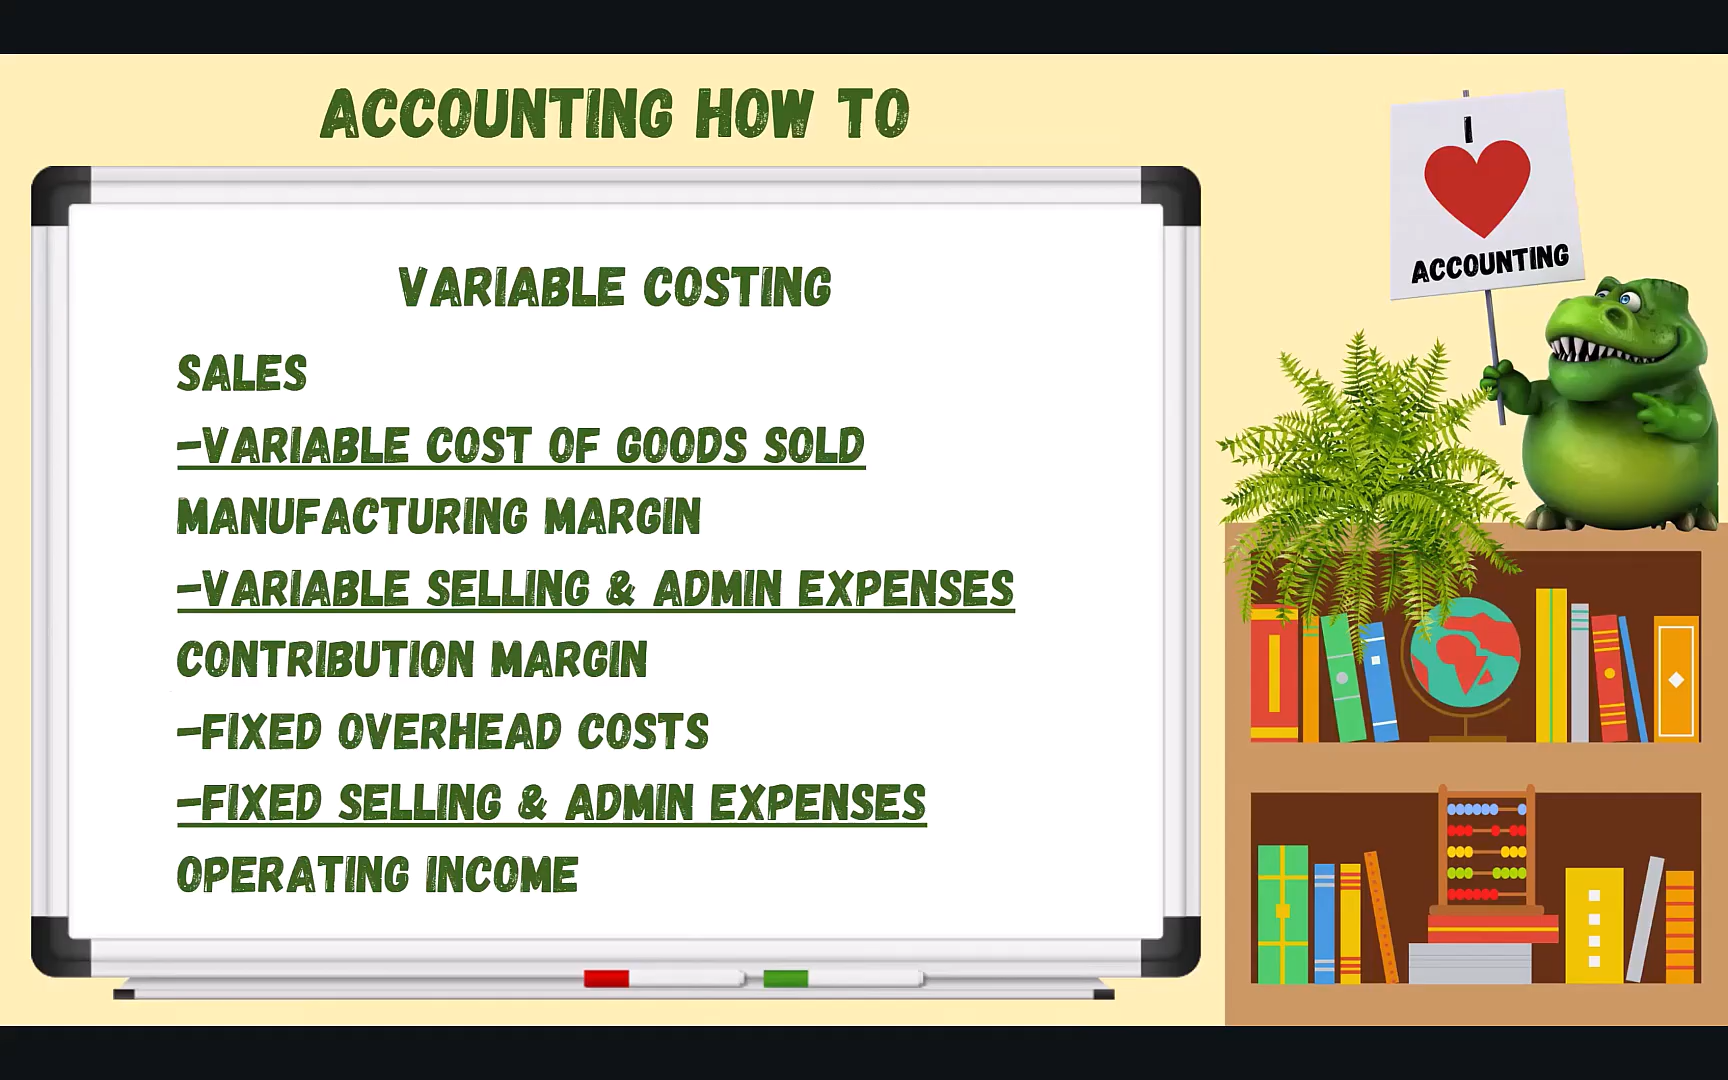 ACCOUNTING HOW TO
I
ACCOUNTING
VARIABLE COSTING
SALES
-VARIABLE COST OF GOODS SOLD
MANUFACTURING MARGIN
-VARIABLE SELLING & ADMIN EXPENSES
CONTRIBUTION MARGIN
-FIXED OVERHEAD COSTS
-FIXED SELLING & ADMIN EXPENSES
OPERATING INCOME